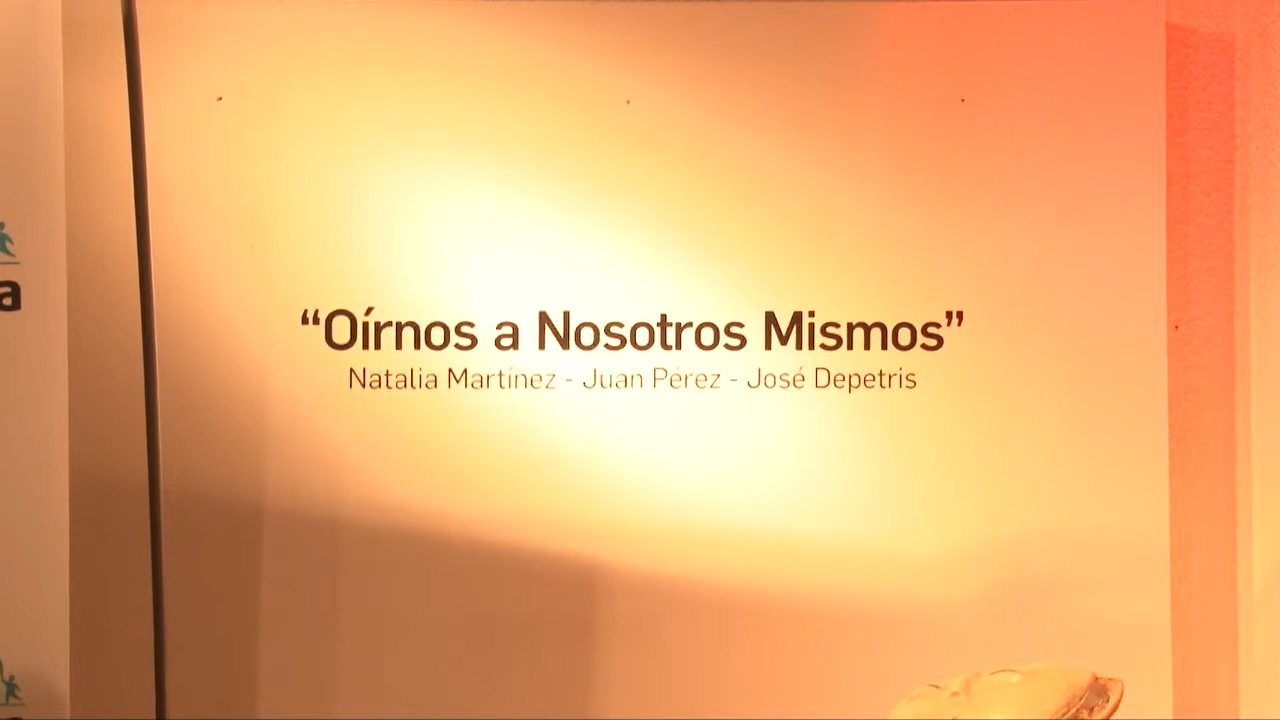 “Oírnos a Nosotros Mismos”
Natalia Martínez - Juan Pérez - José Depetris
a